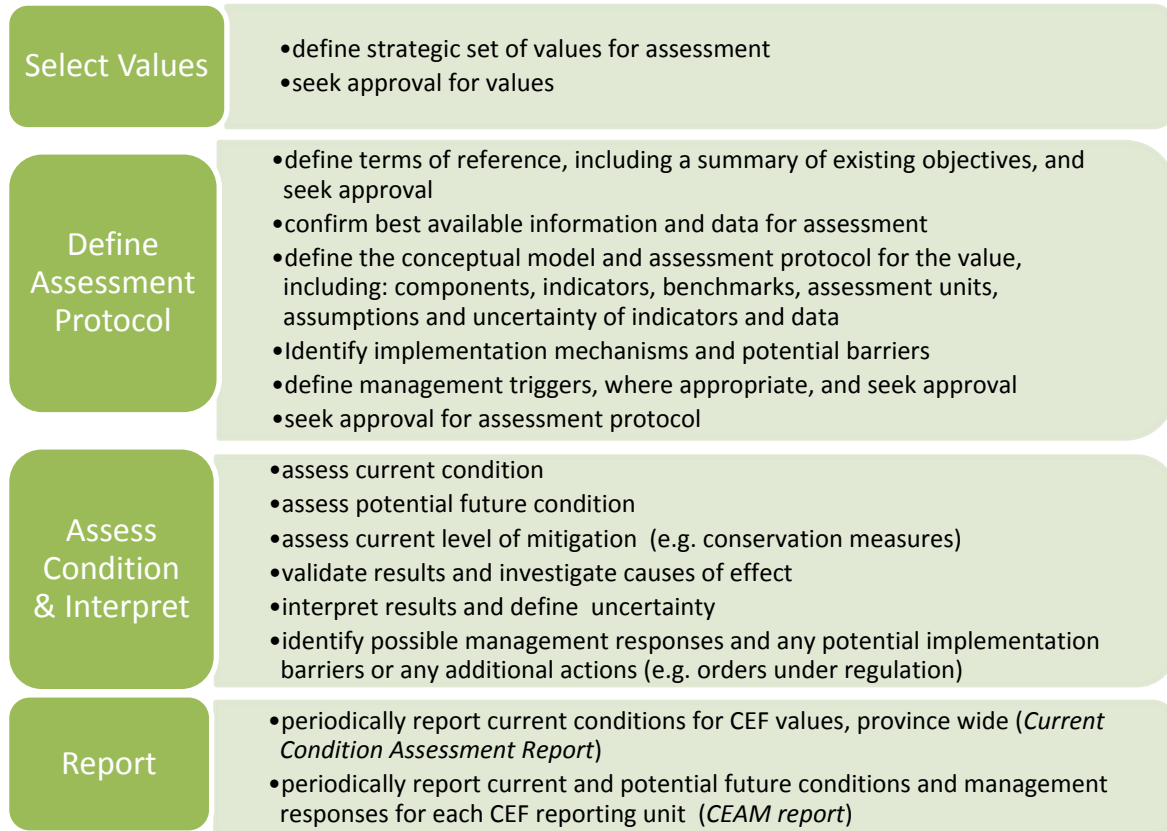 Select Values
•define strategic set of values for assessment
•seek approval for values
Define
Assessment
Protocol
•define terms of reference, including a summary of existing objectives, and
seek approval
•confirm best available information and data for assessment
•define the conceptual model and assessment protocol for the value,
including: components, indicators, benchmarks, assessment units,
assumptions and uncertainty of indicators and data
•Identify implementation mechanisms and potential barriers
•define management triggers, where appropriate, and seek approval
•seek approval for assessment protocol
Assess
Condition
& Interpret
•assess current condition
•assess potential future condition
•assess current level of mitigation (e.g. conservation measures)
•validate results and investigate causes of effect
•interpret results and define uncertainty
•identify possible management responses and any potential implementation
barriers or any additional actions (e.g. orders under regulation)
Report
•periodically report current conditions for CEF values, province wide (Current
Condition Assessment Report)
•periodically report current and potential future conditions and management
responses for each CEF reporting unit (CEAM report)